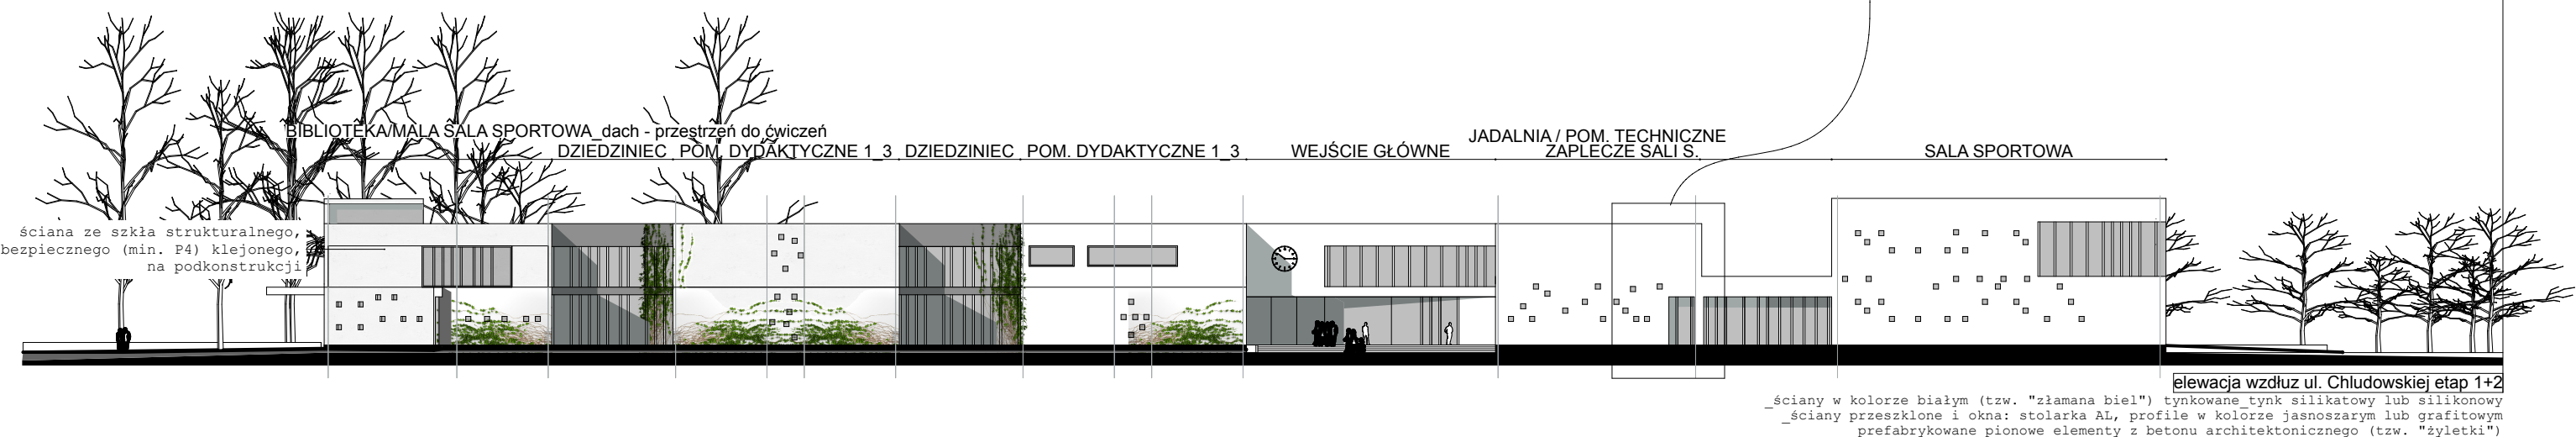 BIBLIOTEKA/MALA SALA SPORTOWA_dach - przestrzeń do ćwiczeń
JADALNIA / POM. TECHNICZNE
DZIEDZINIEC POM. DYDAKTYCZNE 1_3 DZIEDZINIEC POM. DYDAKTYCZNE 1_3 WEJŚCIE GŁÓWNE ZAPLECZE SALI S. SALA SPORTOWA
ściana ze szkła strukturalnego,
bezpiecznego (min. P4) klejonego,
na podkonstrukcji
elewacja wzdłuz ul. Chludowskiej etap 1+2
_ściany w kolorze białym (tzw. "złamana biel") tynkowane_tynk silikatowy lub silikonowy
_ściany przeszklone i okna: stolarka AL, profile w kolorze jasnoszarym lub grafitowym
prefabrykowane pionowe elementy z betonu architektonicznego (tzw. "żyletki")